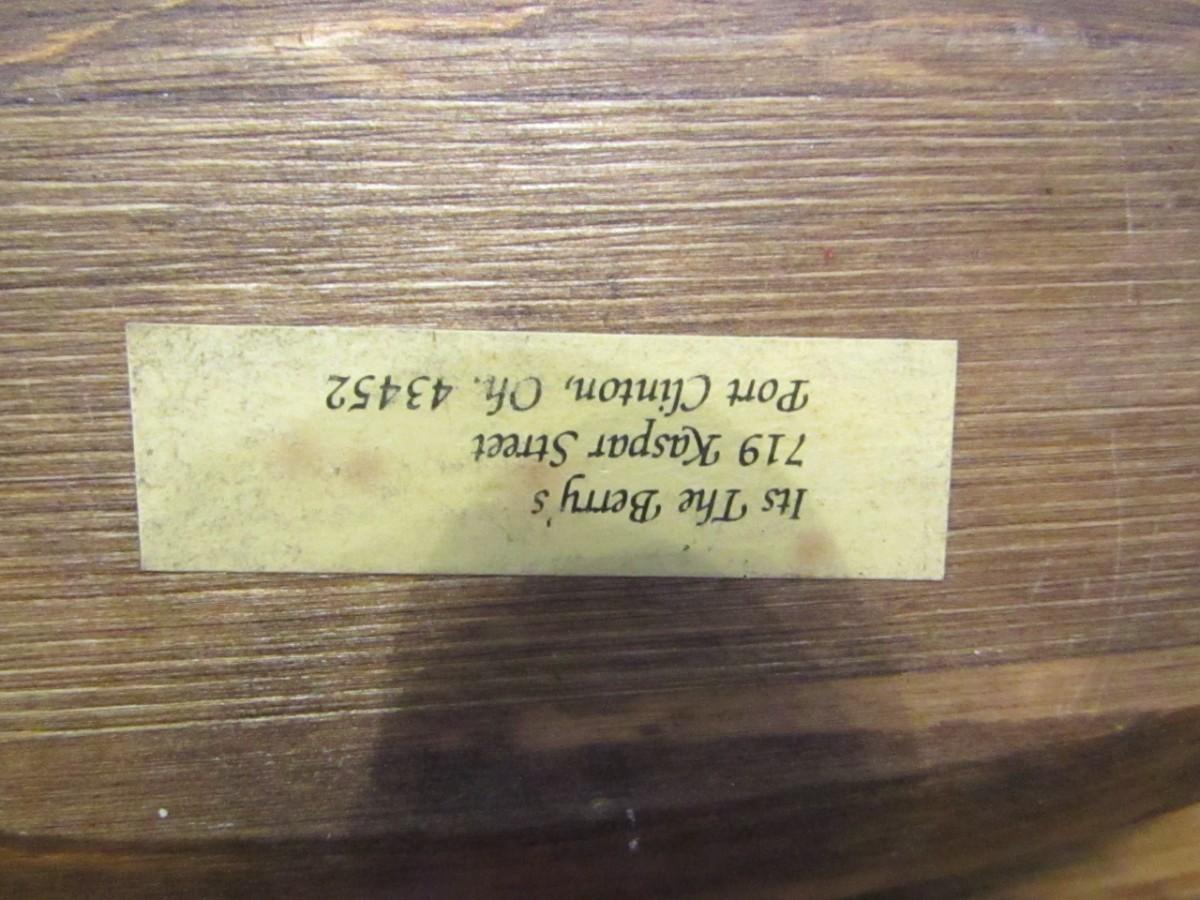 Its The Berry's
719 Kaspar Street
Port Clinton, Oh. 43452